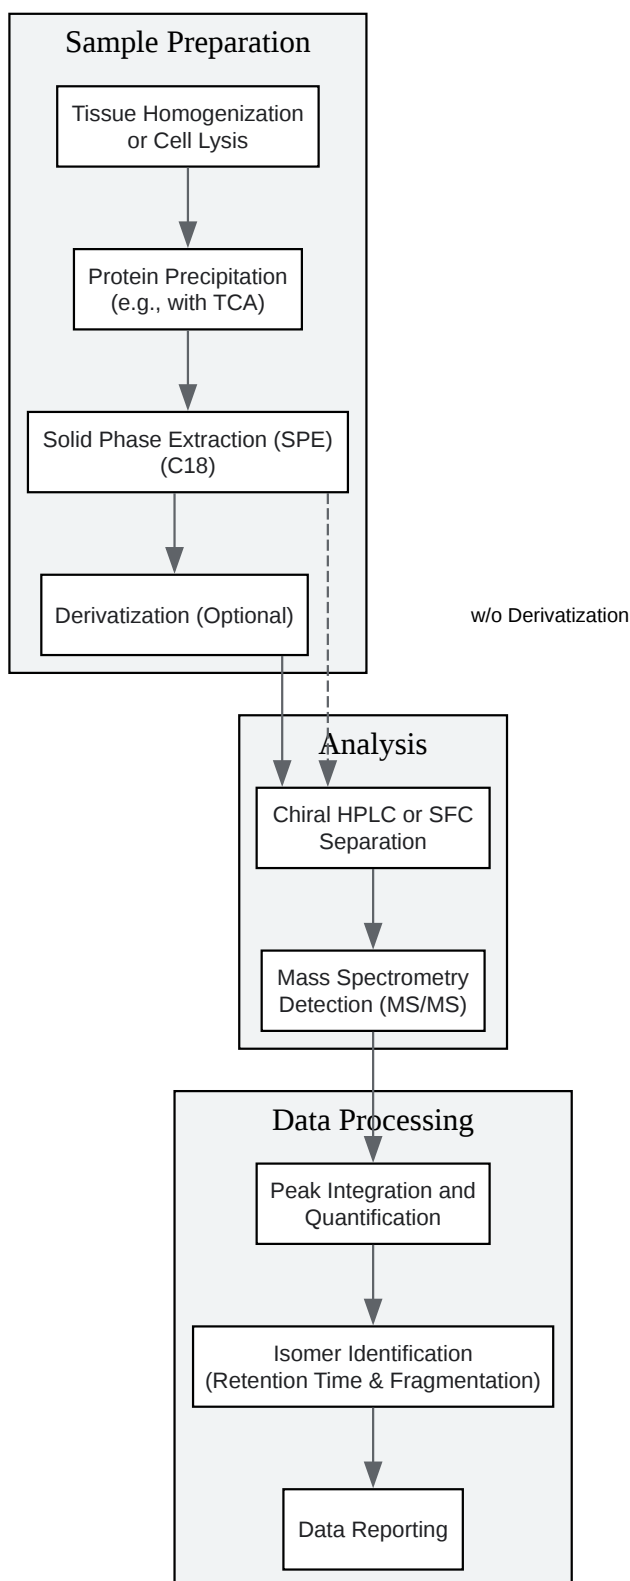 Sample Preparation
Tissue Homogenization
or Cell Lysis
Protein Precipitation
(e.g., with TCA)
Solid Phase Extraction (SPE)
(C18)
Derivatization (Optional)
w/o Derivatization
Analysis
Chiral HPLC or SFC
Separation
Mass Spectrometry
Detection (MS/MS)
Data Processing
Peak Integration and
Quantification
Isomer Identification
(Retention Time & Fragmentation)
Data Reporting